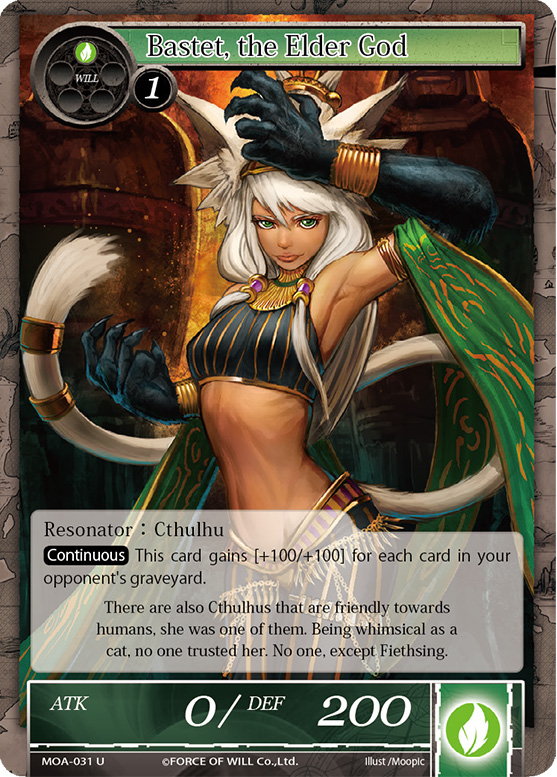 Bastet, the Elder God
WILL
1
Resonator : Cthulhu
Continuous This card gains [+100/+100] for each card in your
opponent's graveyard.
There are also Cthulhus that are friendly towards
humans, she was one of them. Being whimsical as a
cat, no one trusted her. No one, except Fiethsing.
ATK 0 / DEF 200
MOA-031 U ©FORCE OF WILL Co.,Ltd. Illust /Moopic